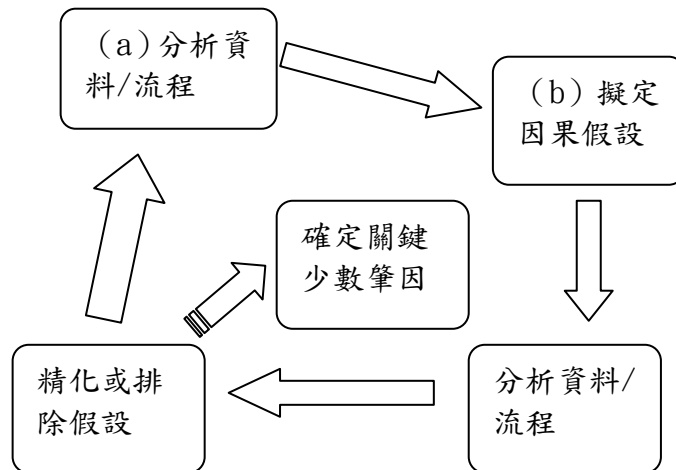 （a）分析資
料/流程
（b）擬定
因果假設
確定關鍵
少數肇因
精化或排
除假設
分析資料/
流程